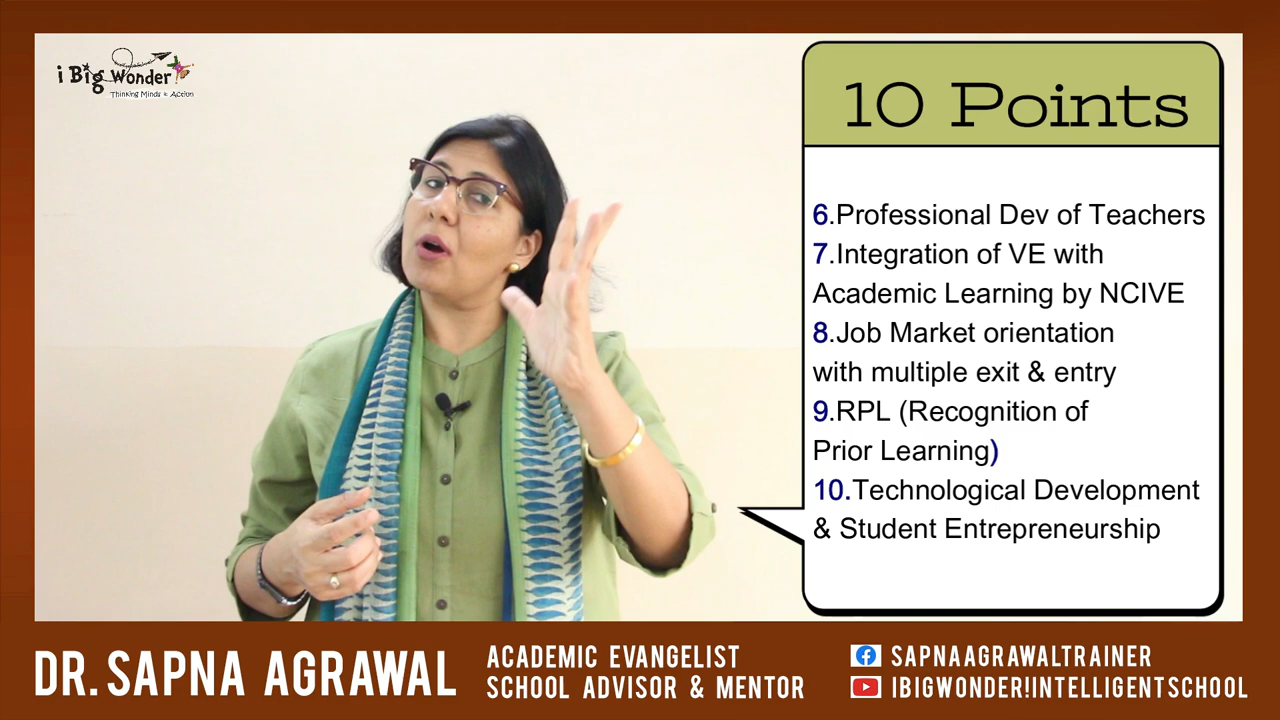 i Big Wonder!
Thinking Minds in Action
10 Points
6.Professional Dev of Teachers
7.Integration of VE with
Academic Learning by NCIVE
8.Job Market orientation
with multiple exit & entry
9.RPL (Recognition of
Prior Learning)
10.Technological Development
& Student Entrepreneurship
DR. SAPNA AGRAWAL
ACADEMIC EVANGELIST
SCHOOL ADVISOR & MENTOR
SAPNAAGRAWALTRAINER
IBIGWONDER!INTELLIGENTSCHOOL